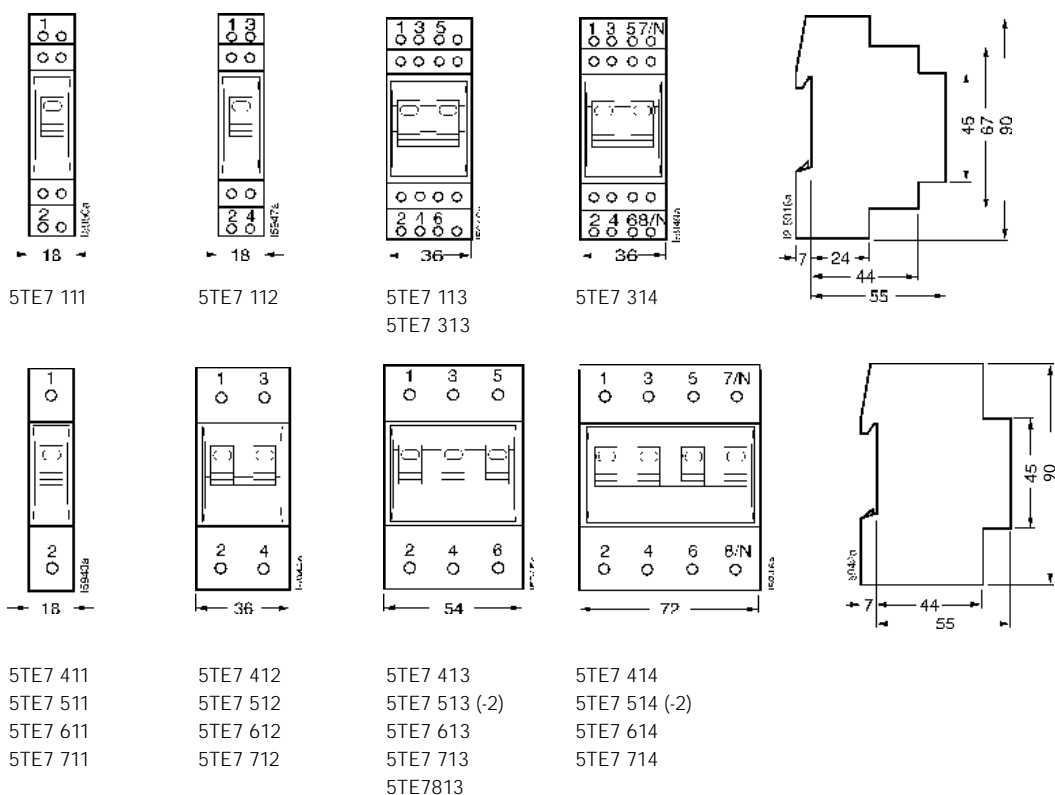 1
1 3
1 3 5
1 3 5 7/N
2
2 4
2 4 6
2 4 6 8/N
45
67
90
18
18
36
36
7
24
44
55
5TE7 111
5TE7 112
5TE7 113
5TE7 314
5TE7 313
1
1 3
1 3 5
1 3 5 7/N
2
2 4
2 4 6
2 4 6 8/N
45
90
18
36
54
72
7
44
55
5TE7 411
5TE7 412
5TE7 413
5TE7 414
5TE7 511
5TE7 512
5TE7 513 (-2)
5TE7 514 (-2)
5TE7 611
5TE7 612
5TE7 613
5TE7 614
5TE7 711
5TE7 712
5TE7 713
5TE7 714
5TE7813